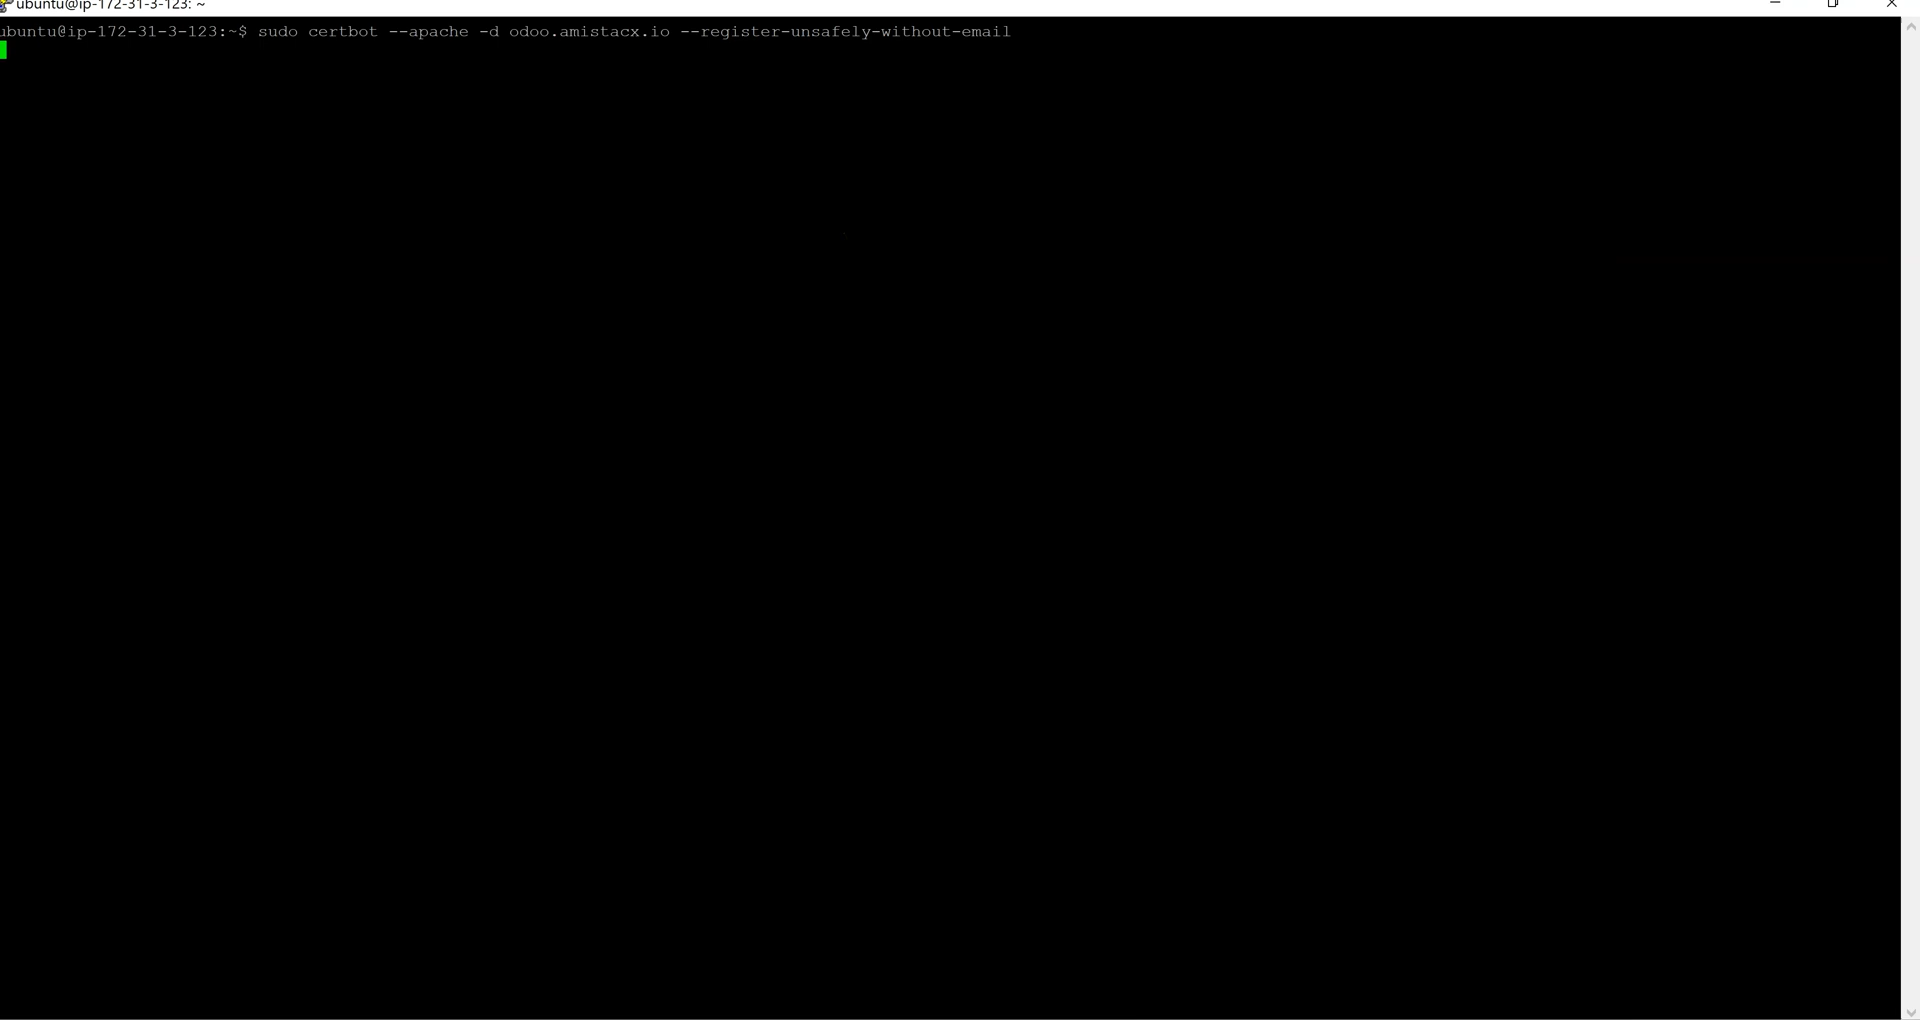 ubuntu@ip-172-31-3-123: ~
ubuntu@ip-172-31-3-123:~$ sudo certbot --apache -d odoo.amistacx.io --register-unsafely-without-email